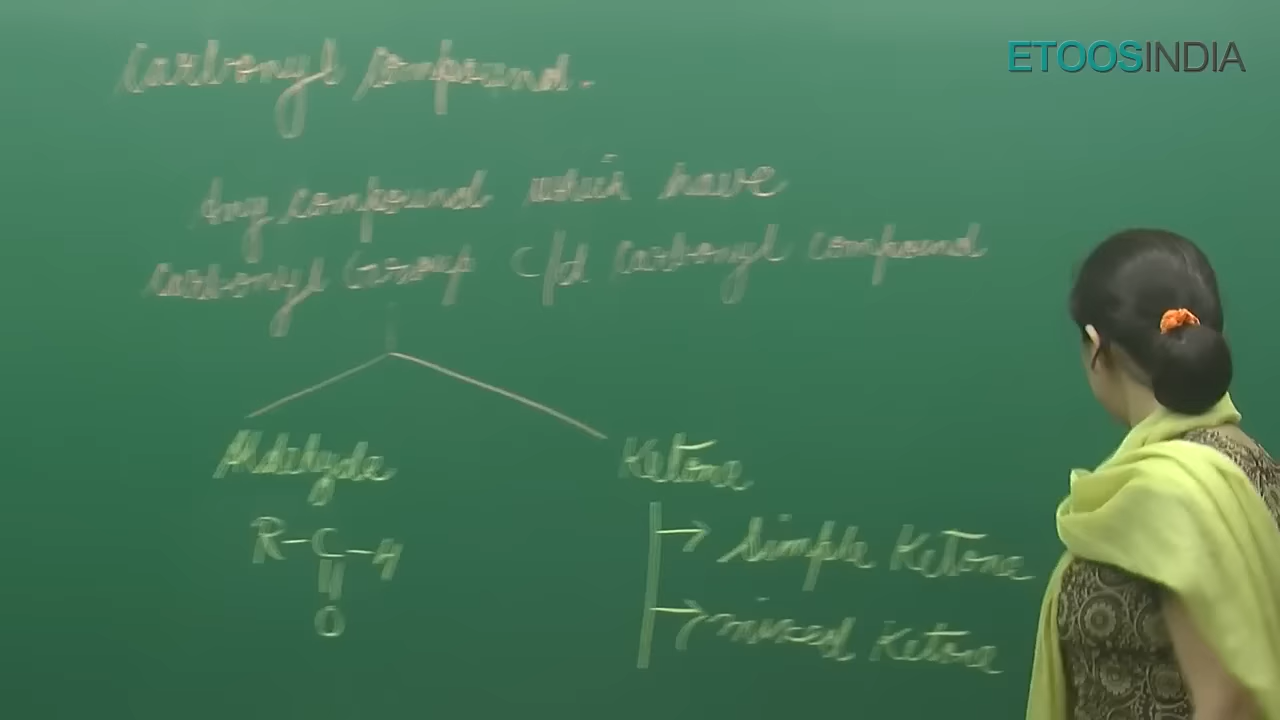 ETOOSINDIA
Carbonyl compound.
Any compound which have
Carbonyl Group c/d Carbonyl compound
Aldehyde
Ketone
R-C-H
||
O
→ Simple Ketone
→ mixed Ketone